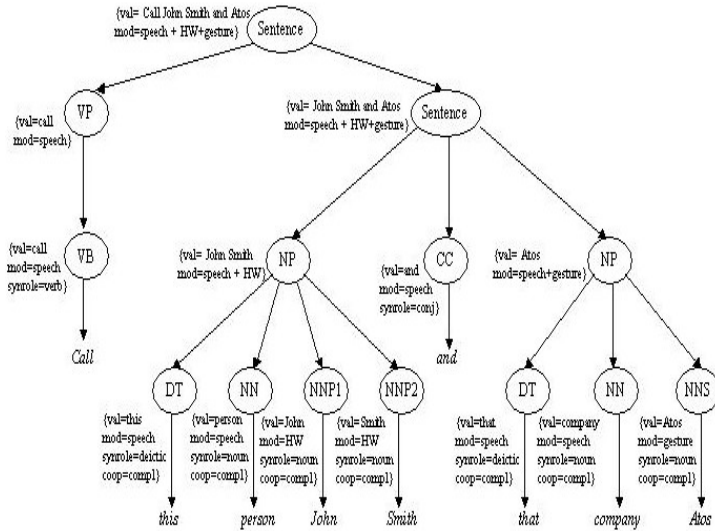 {val= Call John Smith and Atos
mod=speech + HW+gesture}
Sentence
VP
{val=call
mod=speech}
{val= John Smith and Atos
mod=speech + HW+gesture}
Sentence
VB
{val=call
mod=speech
synrole=verb}
{val= John Smith
mod=speech + HW}
NP
CC
{val=and
mod=speech
synrole=conj}
{val= Atos
mod=speech+gesture}
NP
Call
and
DT
NN
NNP1
NNP2
DT
NN
NNS
{val=this
mod=speech
synrole=deictic
coop=compl}
{val=person
mod=speech
synrole=noun
coop=compl}
{val=John
mod=HW
synrole=noun
coop=compl}
{val=Smith
mod=HW
synrole=noun
coop=compl}
{val=that
mod=speech
synrole=deictic
coop=compl}
{val=company
mod=speech
synrole=noun
coop=compl}
{val=Atos
mod=gesture
synrole=noun
coop=compl}
this
person
John
Smith
that
company
Atos